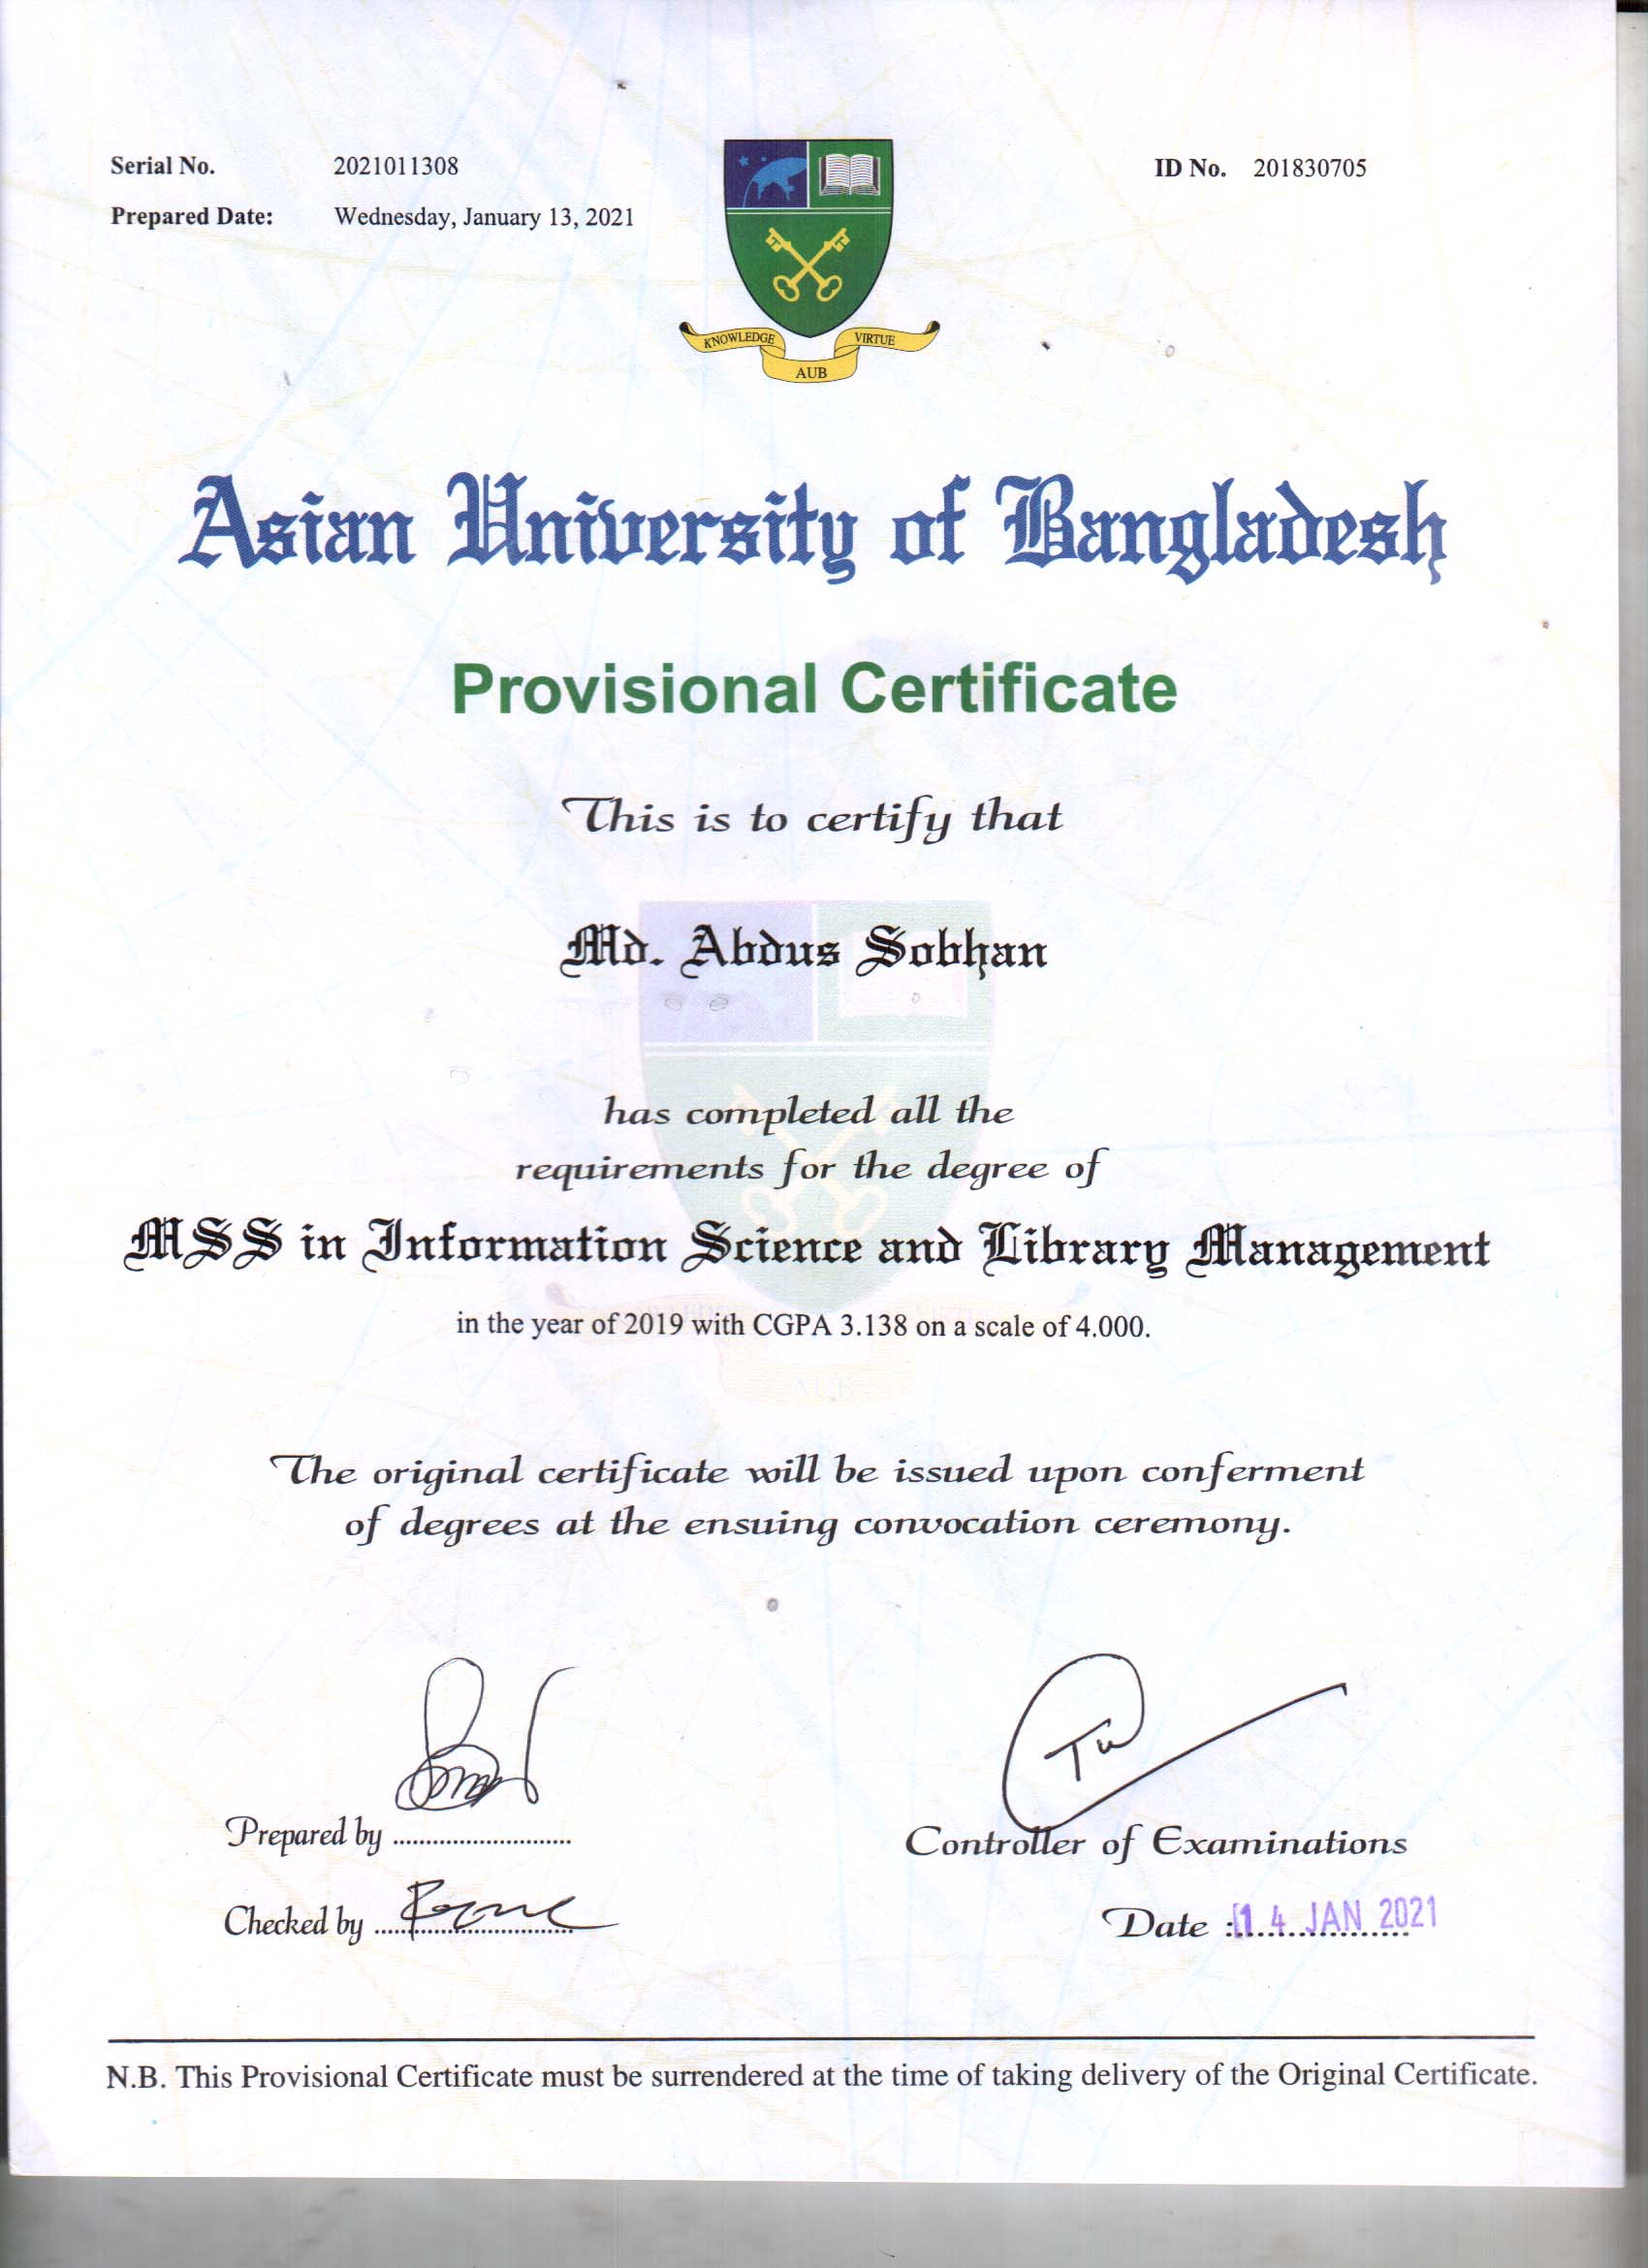 Serial No. 2021011308
ID No. 201830705
Prepared Date: Wednesday, January 13, 2021
KNOWLEDGE VIRTUE
AUB
Asian University of Bangladesh
Provisional Certificate
This is to certify that
Md. Abdus Sobhan
has completed all the
requirements for the degree of
MSS in Information Science and Library Management
in the year of 2019 with CGPA 3.138 on a scale of 4.000.
The original certificate will be issued upon conferment
of degrees at the ensuing convocation ceremony.
Prepared by ...........................
Controller of Examinations
Checked by ..............................
Date : 14 JAN 2021
N.B. This Provisional Certificate must be surrendered at the time of taking delivery of the Original Certificate.